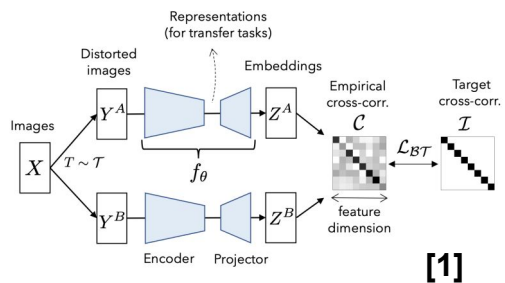 Representations
(for transfer tasks)
Distorted
images
Embeddings
Empirical
cross-corr.
Target
cross-corr.
Images
Y^A
Z^A
C
I
X
T ~ T
f_θ
L_BT
Y^B
Z^B
feature
dimension
Encoder
Projector
[1]